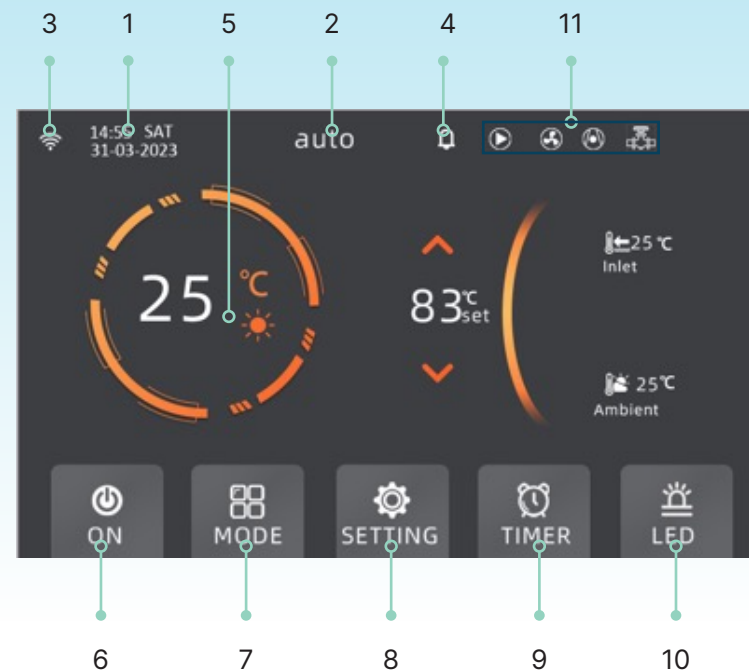 3 1 5 2 4 11
14:55 SAT
31-03-2023
auto
25 °C
83 ℃
set
25 ℃
Inlet
25 ℃
Ambient
ON MODE SETTING TIMER LED
6 7 8 9 10